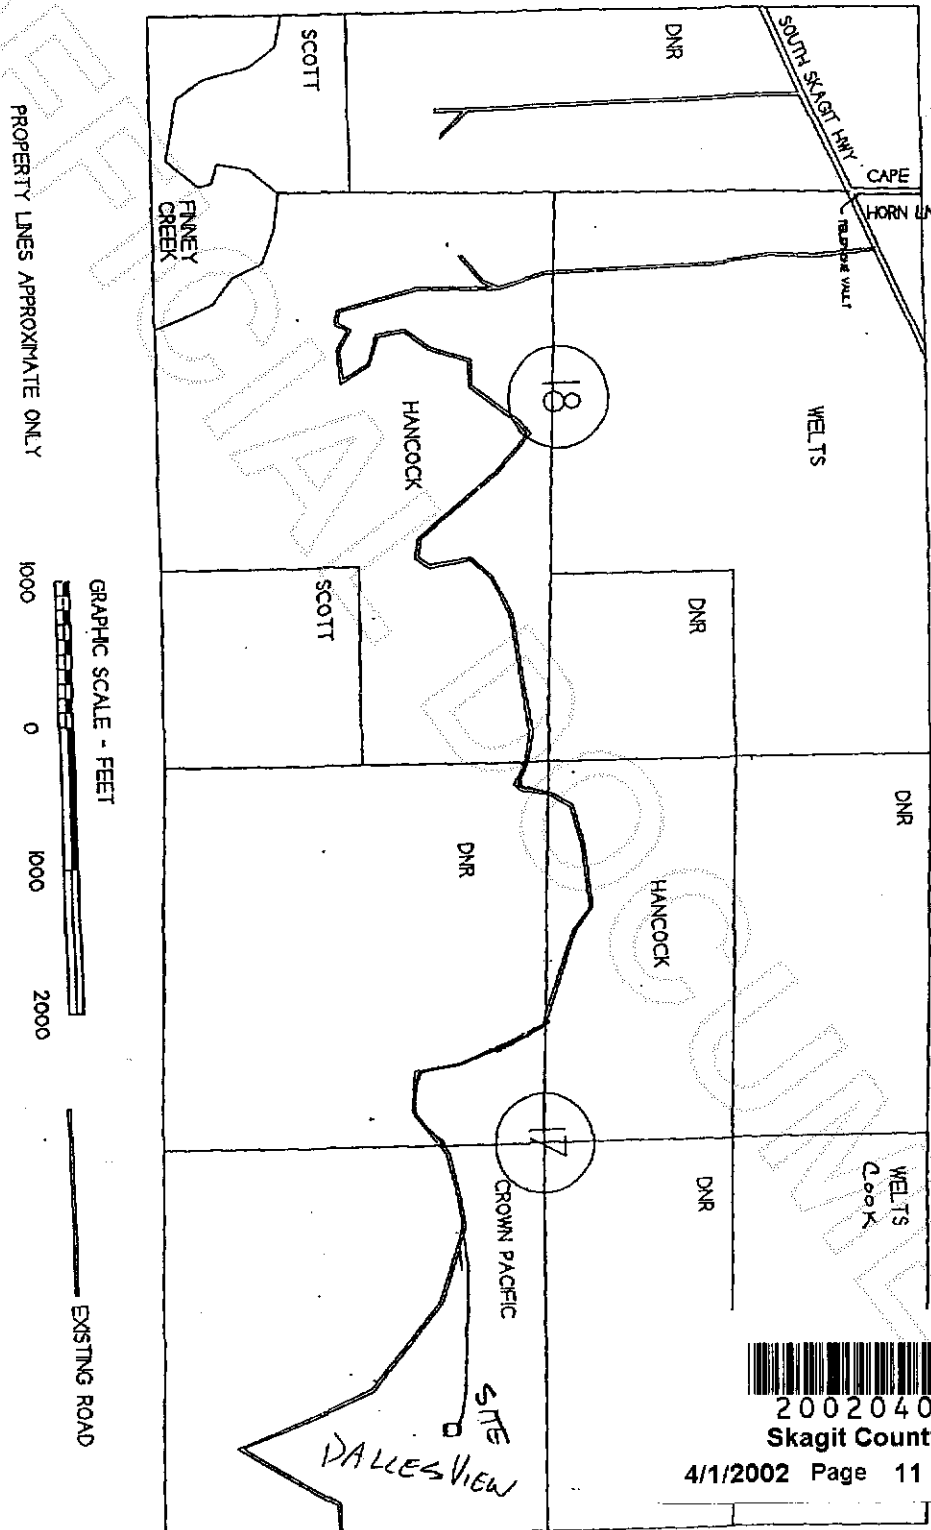 SOUTH SKAGIT HWY
CAPE
HORN LN
TELEPHONE VAULT
DNR
SCOTT
FINNEY
CREEK
WELTS
18
HANCOCK
DNR
SCOTT
DNR
HANCOCK
DNR
17
WELTS
COOK
DNR
CROWN PACIFIC
SITE
DALLES VIEW
PROPERTY LINES APPROXIMATE ONLY
GRAPHIC SCALE - FEET
1000 0 1000 2000
EXISTING ROAD
2002040
Skagit Count
4/1/2002 Page 11